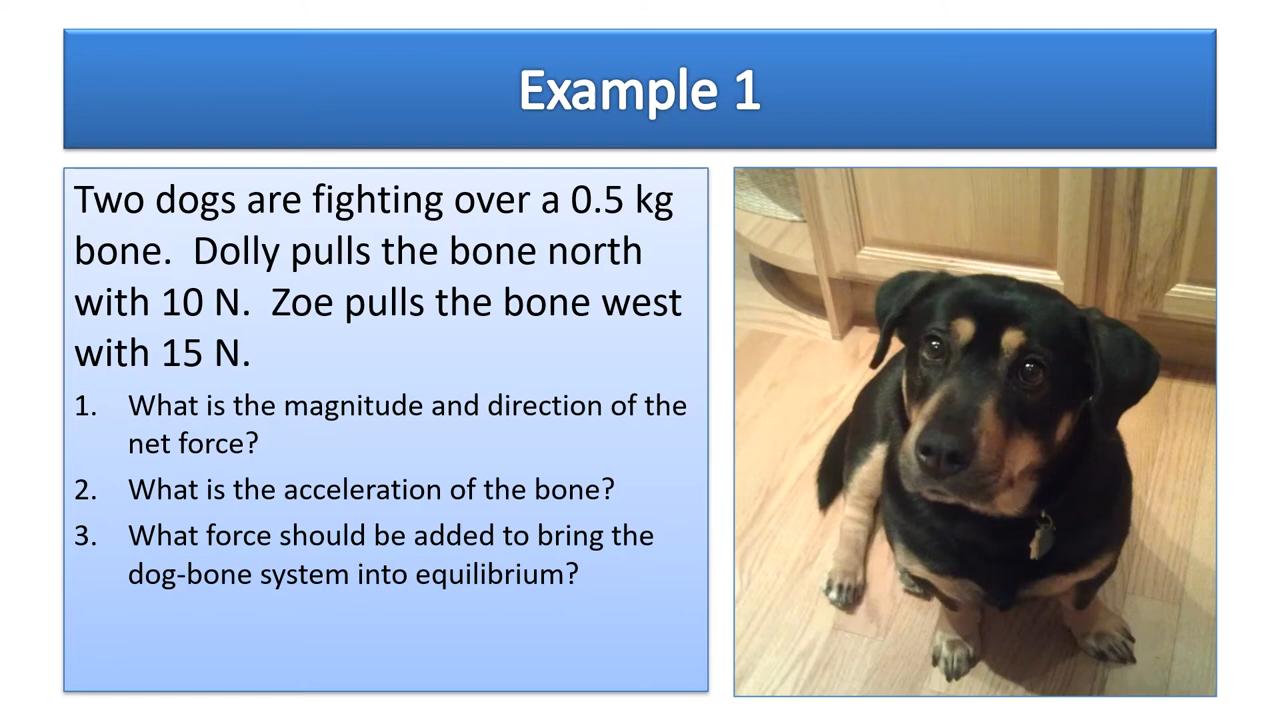 Example 1
Two dogs are fighting over a 0.5 kg
bone.  Dolly pulls the bone north
with 10 N.  Zoe pulls the bone west
with 15 N.
1. What is the magnitude and direction of the
net force?
2. What is the acceleration of the bone?
3. What force should be added to bring the
dog-bone system into equilibrium?